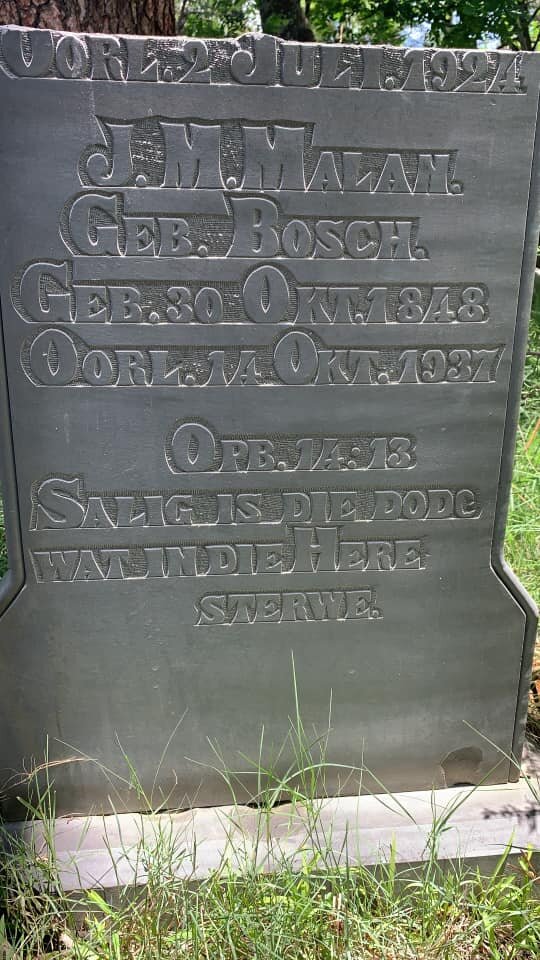 OORL. 2 JULI. 1924
J. M. MALAN.
GEB. BOSCH.
GEB. 30 OKT. 1848
OORL. 14 OKT. 1937
OPB. 14:13
SALIG IS DIE DODE,
WAT IN DIE HERE
STERWE.